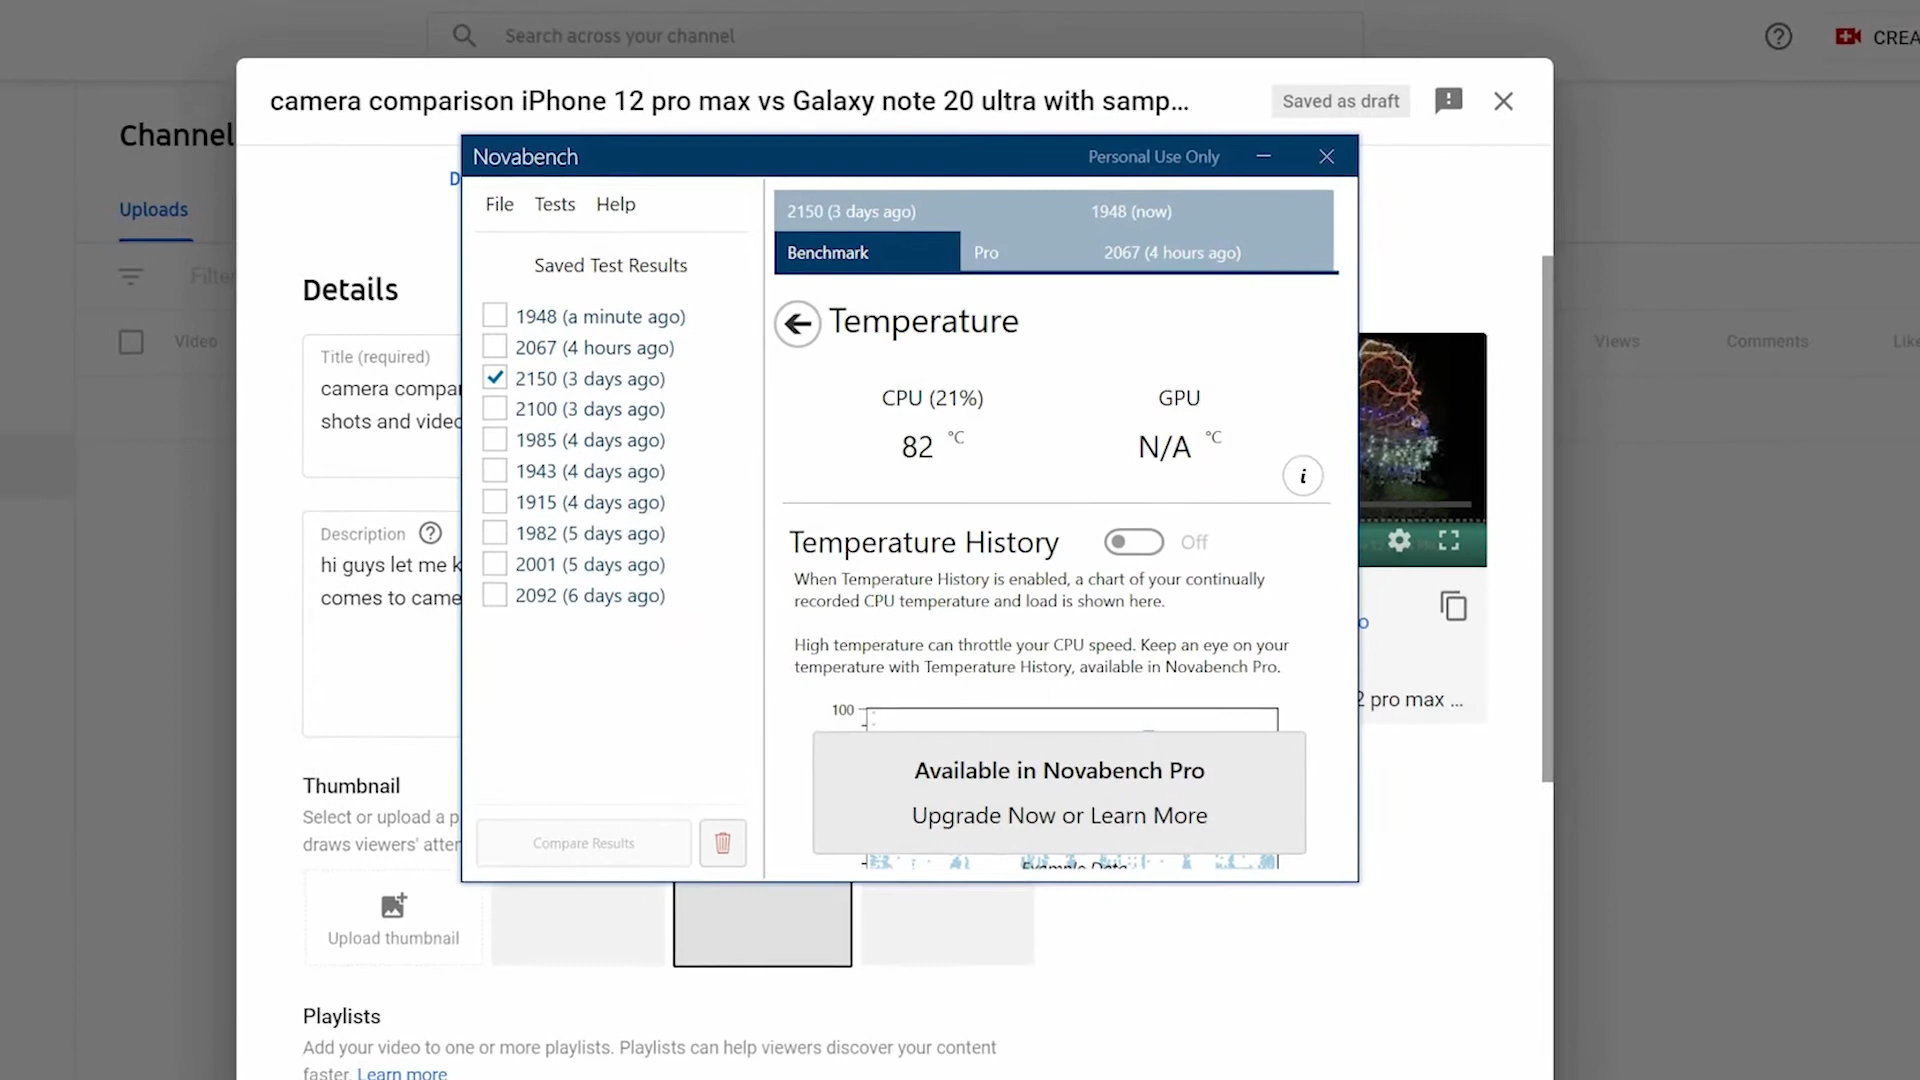 Search across your channel
CREA
camera comparison iPhone 12 pro max vs Galaxy note 20 ultra with samp...
Saved as draft
Channel
D
Uploads
Filter
Video
Views
Comments
Like
Details
Title (required)
camera compar
shots and video
Description
hi guys let me k
comes to came
Thumbnail
Select or upload a p
draws viewers' atter
Upload thumbnail
Playlists
Add your video to one or more playlists. Playlists can help viewers discover your content
faster. Learn more
2 pro max ...
Novabench
Personal Use Only
File Tests Help
Saved Test Results
1948 (a minute ago)
2067 (4 hours ago)
2150 (3 days ago)
2100 (3 days ago)
1985 (4 days ago)
1943 (4 days ago)
1915 (4 days ago)
1982 (5 days ago)
2001 (5 days ago)
2092 (6 days ago)
Compare Results
2150 (3 days ago)
1948 (now)
Benchmark
Pro
2067 (4 hours ago)
Temperature
CPU (21%)
GPU
82 °C
N/A °C
i
Temperature History
Off
When Temperature History is enabled, a chart of your continually
recorded CPU temperature and load is shown here.
High temperature can throttle your CPU speed. Keep an eye on your
temperature with Temperature History, available in Novabench Pro.
100
Available in Novabench Pro
Upgrade Now or Learn More
Example Data